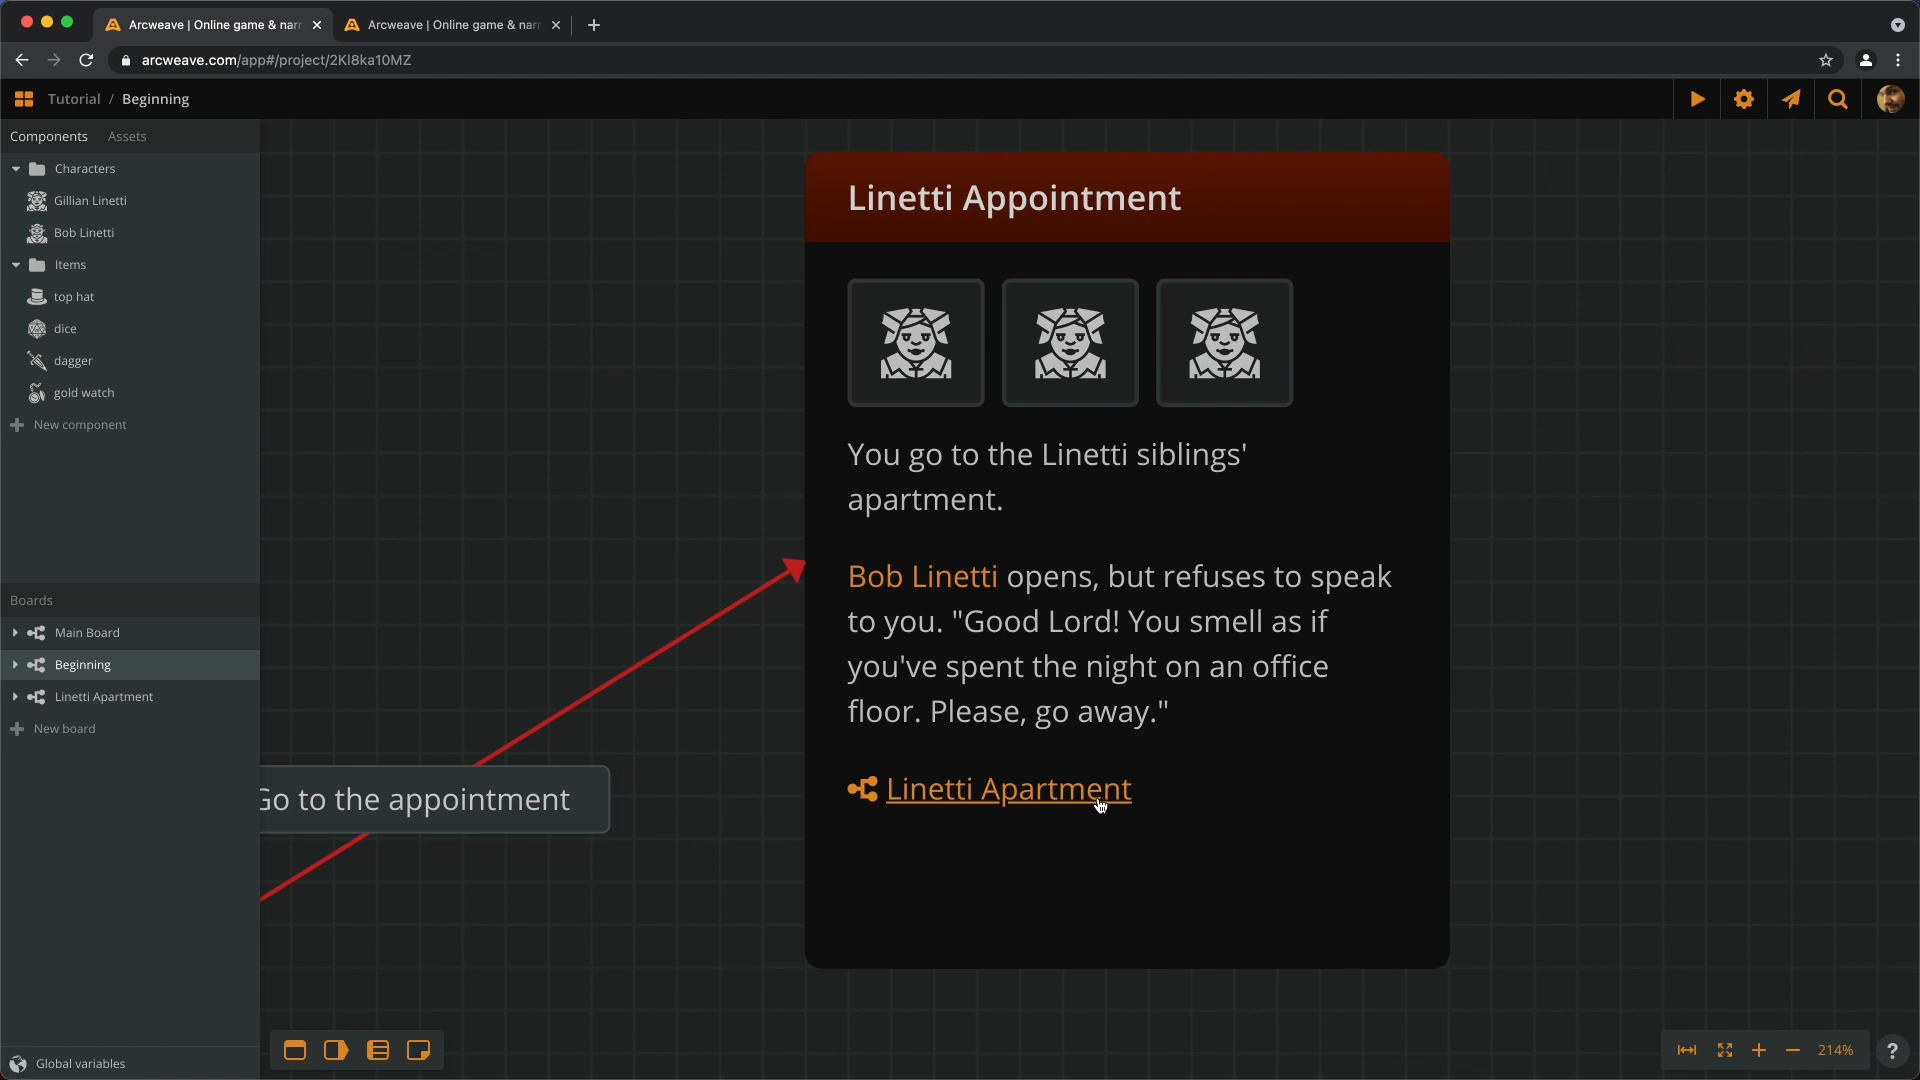 Arcweave | Online game & narr
Arcweave | Online game & narr
arcweave.com/app#/project/2Kl8ka10MZ
Tutorial / Beginning
Components Assets
Characters
Gillian Linetti
Bob Linetti
Items
top hat
dice
dagger
gold watch
New component
Boards
Main Board
Beginning
Linetti Apartment
New board
Global variables
Go to the appointment
Linetti Appointment
You go to the Linetti siblings'
apartment.
Bob Linetti opens, but refuses to speak
to you. "Good Lord! You smell as if
you've spent the night on an office
floor. Please, go away."
Linetti Apartment
214%
?